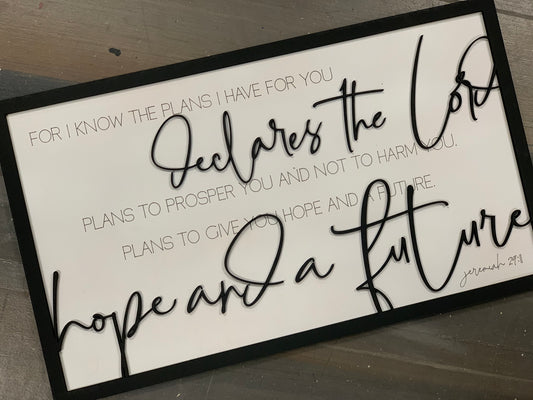 FOR I KNOW THE PLANS I HAVE FOR YOU
declares the Lord
PLANS TO PROSPER YOU AND NOT TO HARM YOU.
PLANS TO GIVE YOU HOPE AND A FUTURE.
hope and a future
jeremiah 29:11